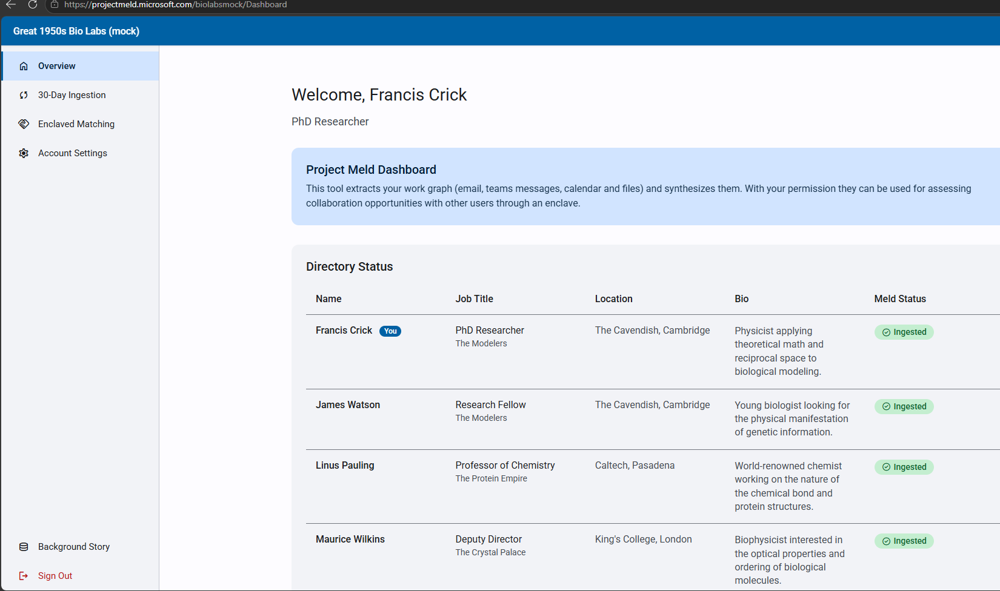 https://projectmeld.microsoft.com/biolabsmock/Dashboard
Great 1950s Bio Labs (mock)
Overview
30-Day Ingestion
Enclaved Matching
Account Settings
Background Story
Sign Out
Welcome, Francis Crick
PhD Researcher
Project Meld Dashboard
This tool extracts your work graph (email, teams messages, calendar and files) and synthesizes them. With your permission they can be used for assessing
collaboration opportunities with other users through an enclave.
Directory Status
Name Job Title Location Bio Meld Status
Francis Crick You
PhD Researcher
The Modelers
The Cavendish, Cambridge
Physicist applying
theoretical math and
reciprocal space to
biological modeling.
Ingested
James Watson
Research Fellow
The Modelers
The Cavendish, Cambridge
Young biologist looking for
the physical manifestation
of genetic information.
Ingested
Linus Pauling
Professor of Chemistry
The Protein Empire
Caltech, Pasadena
World-renowned chemist
working on the nature of
the chemical bond and
protein structures.
Ingested
Maurice Wilkins
Deputy Director
The Crystal Palace
King's College, London
Biophysicist interested in
the optical properties and
ordering of biological
molecules.
Ingested